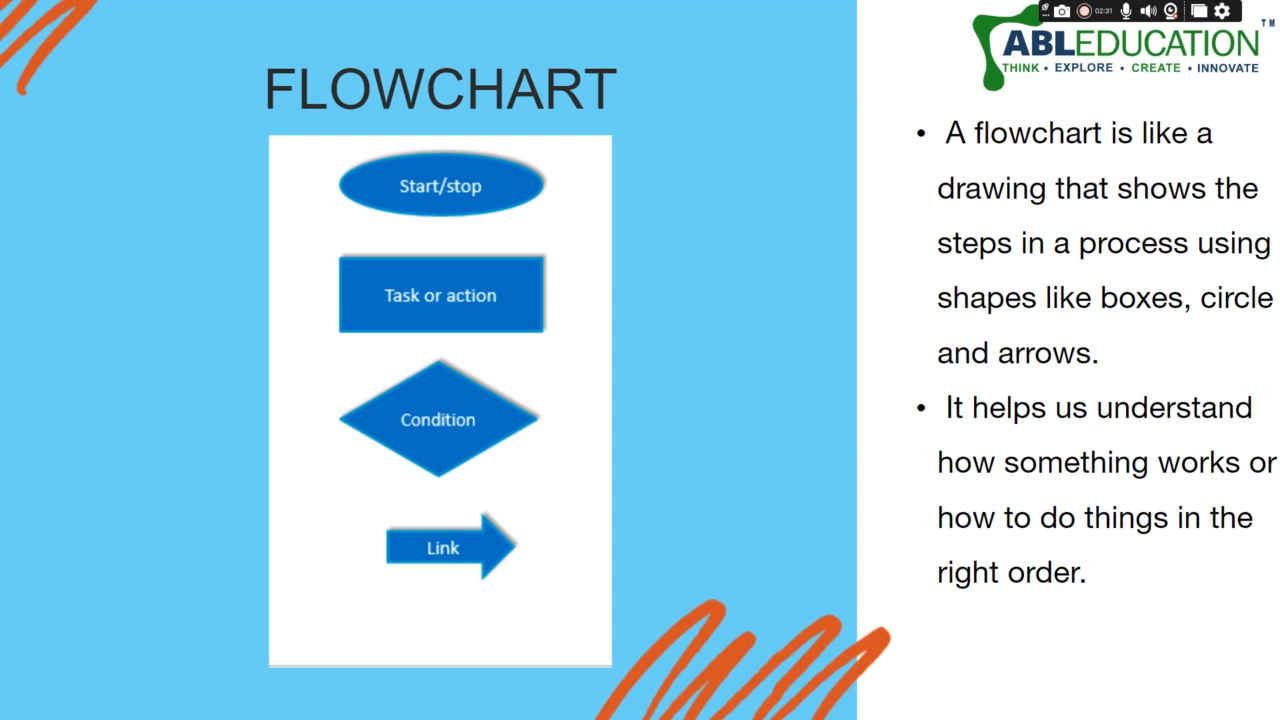 FLOWCHART
Start/stop
Task or action
Condition
Link
02:31
ABLEDUCATION TM
THINK • EXPLORE • CREATE • INNOVATE
• A flowchart is like a
drawing that shows the
steps in a process using
shapes like boxes, circle
and arrows.
• It helps us understand
how something works or
how to do things in the
right order.